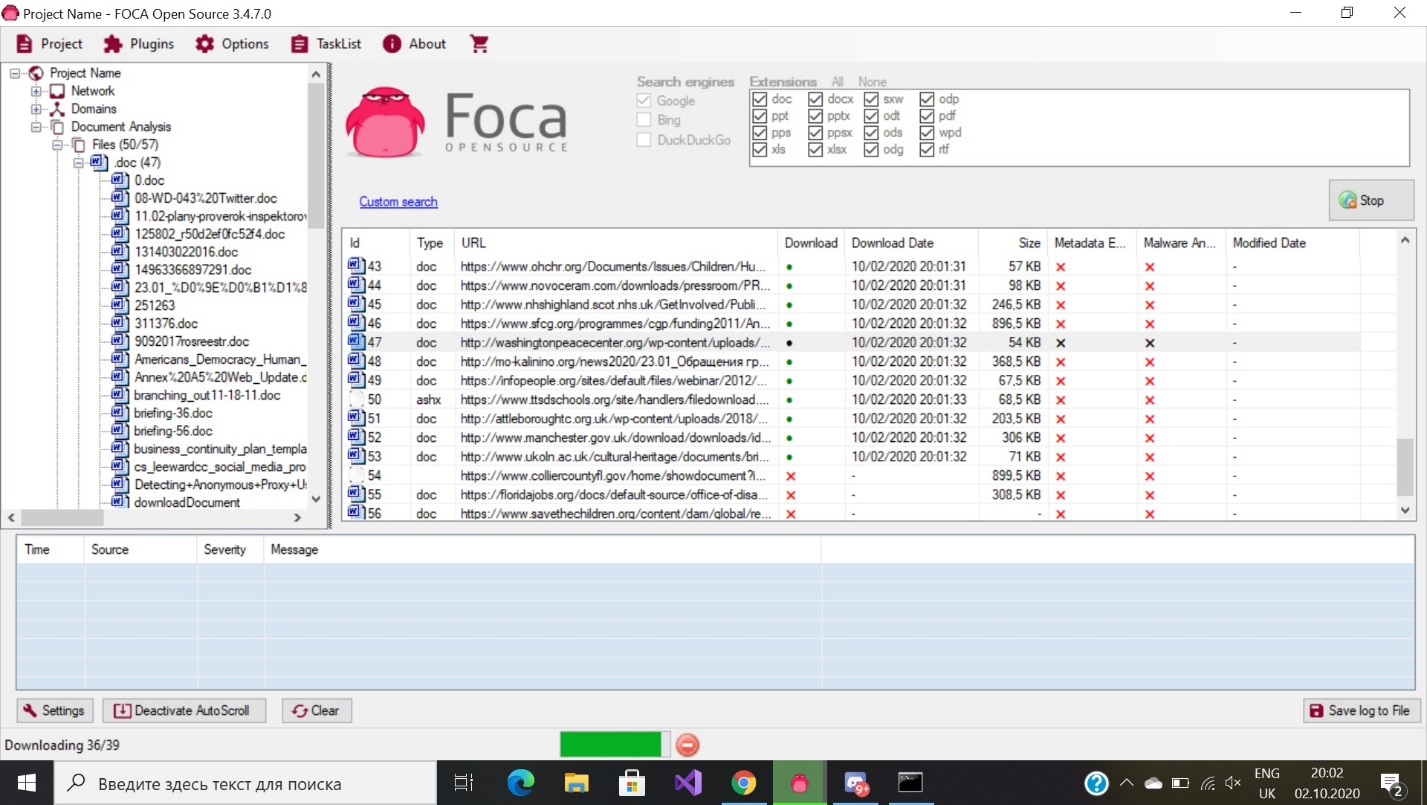 Project Name - FOCA Open Source 3.4.7.0
Project Plugins Options TaskList About
Project Name
Network
Domains
Document Analysis
Files (50/57)
.doc (47)
0.doc
08-WD-043%20Twitter.doc
11.02-plany-proverok-inspektorov
125802_r50d2ef0fc52f4.doc
131403022016.doc
14963366897291.doc
23.01_%D0%9E%D0%B1%D1%8
251263
311376.doc
9092017rosreestr.doc
Americans_Democracy_Human_
Annex%20A5%20Web_Update.d
branching_out11-18-11.doc
briefing-36.doc
briefing-56.doc
business_continuity_plan_templa
cs_leewardcc_social_media_pro
Detecting+Anonymous+Proxy+U
downloadDocument
Foca
OPENSOURCE
Search engines
Google
Bing
DuckDuckGo
Extensions All None
doc docx sxw odp
ppt pptx odt pdf
pps ppsx ods wpd
xls xlsx odg rtf
Custom search
Stop
Id Type URL Download Download Date Size Metadata E... Malware An... Modified Date
43 doc https://www.ohchr.org/Documents/Issues/Children/Hu... 10/02/2020 20:01:31 57 KB -
44 doc https://www.novoceram.com/downloads/pressroom/PR... 10/02/2020 20:01:31 98 KB -
45 doc http://www.nhshighland.scot.nhs.uk/GetInvolved/Publi... 10/02/2020 20:01:32 246,5 KB -
46 doc https://www.sfcg.org/programmes/cgp/funding2011/An... 10/02/2020 20:01:32 896,5 KB -
47 doc http://washingtonpeacecenter.org/wp-content/uploads/... 10/02/2020 20:01:32 54 KB -
48 doc http://mo-kalinino.org/news2020/23.01_Обращения гр... 10/02/2020 20:01:32 368,5 KB -
49 doc https://infopeople.org/sites/default/files/webinar/2012/... 10/02/2020 20:01:32 67,5 KB -
50 ashx https://www.ttsdschools.org/site/handlers/filedownload.... 10/02/2020 20:01:33 68,5 KB -
51 doc http://attleboroughtc.org.uk/wp-content/uploads/2018/... 10/02/2020 20:01:32 203,5 KB -
52 doc http://www.manchester.gov.uk/download/downloads/id... 10/02/2020 20:01:32 306 KB -
53 doc http://www.ukoln.ac.uk/cultural-heritage/documents/bri... 10/02/2020 20:01:32 71 KB -
54 https://www.colliercountyfl.gov/home/showdocument?i... - 899,5 KB -
55 doc https://floridajobs.org/docs/default-source/office-of-disa... - 308,5 KB -
56 doc https://www.savethechildren.org/content/dam/global/re... - - -
Time Source Severity Message
Settings Deactivate AutoScroll Clear Save log to File
Downloading 36/39
Введите здесь текст для поиска
9+
ENG
UK
20:02
02.10.2020
2